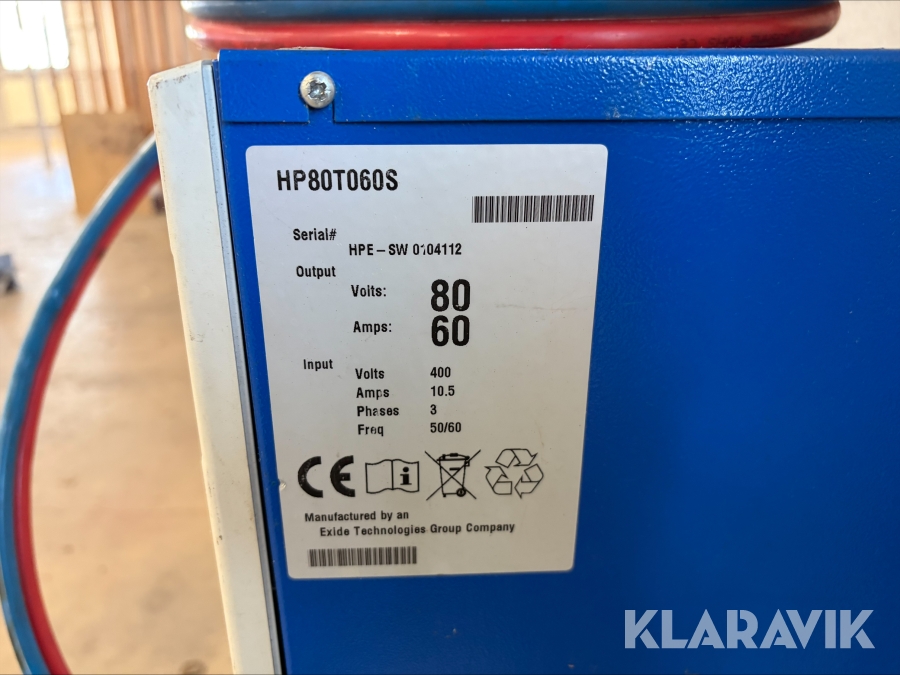 HP80T060S
Serial#
HPE-SW 0104112
Output
Volts: 80
Amps: 60
Input
Volts 400
Amps 10.5
Phases 3
Freq 50/60
CE
i
Manufactured by an
Exide Technologies Group Company
KLARAVIK